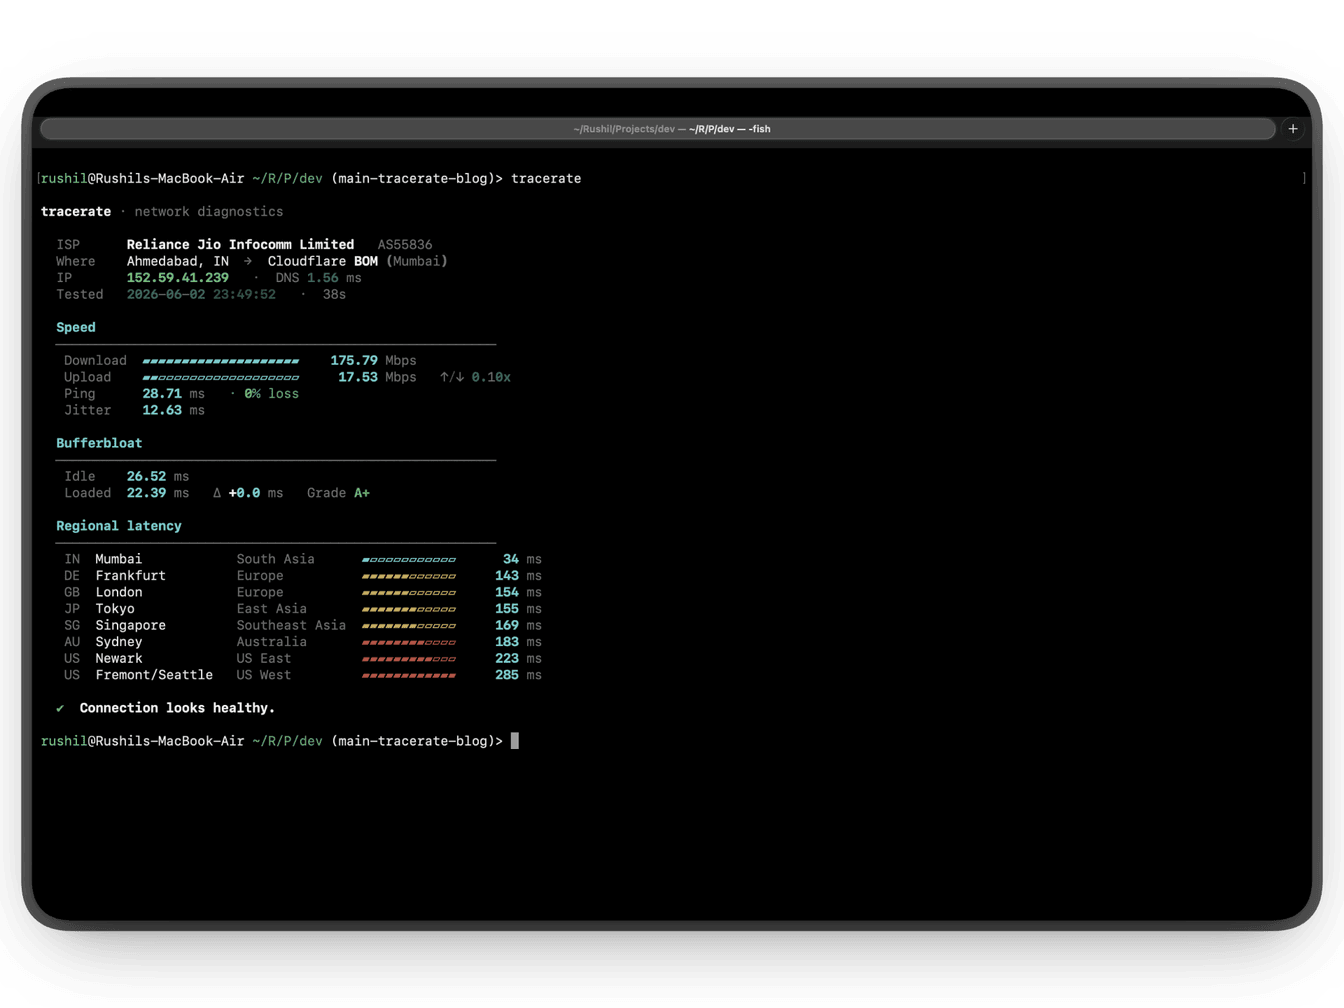 ~/Rushil/Projects/dev — ~/R/P/dev — -fish
+
[rushil@Rushils-MacBook-Air ~/R/P/dev (main-tracerate-blog)> tracerate ]
tracerate · network diagnostics
ISP Reliance Jio Infocomm Limited AS55836
Where Ahmedabad, IN → Cloudflare BOM (Mumbai)
IP 152.59.41.239 · DNS 1.56 ms
Tested 2026-06-02 23:49:52 · 38s
Speed
Download 175.79 Mbps
Upload 17.53 Mbps ↑/↓ 0.10x
Ping 28.71 ms · 0% loss
Jitter 12.63 ms
Bufferbloat
Idle 26.52 ms
Loaded 22.39 ms Δ +0.0 ms Grade A+
Regional latency
IN Mumbai South Asia 34 ms
DE Frankfurt Europe 143 ms
GB London Europe 154 ms
JP Tokyo East Asia 155 ms
SG Singapore Southeast Asia 169 ms
AU Sydney Australia 183 ms
US Newark US East 223 ms
US Fremont/Seattle US West 285 ms
✔ Connection looks healthy.
rushil@Rushils-MacBook-Air ~/R/P/dev (main-tracerate-blog)>